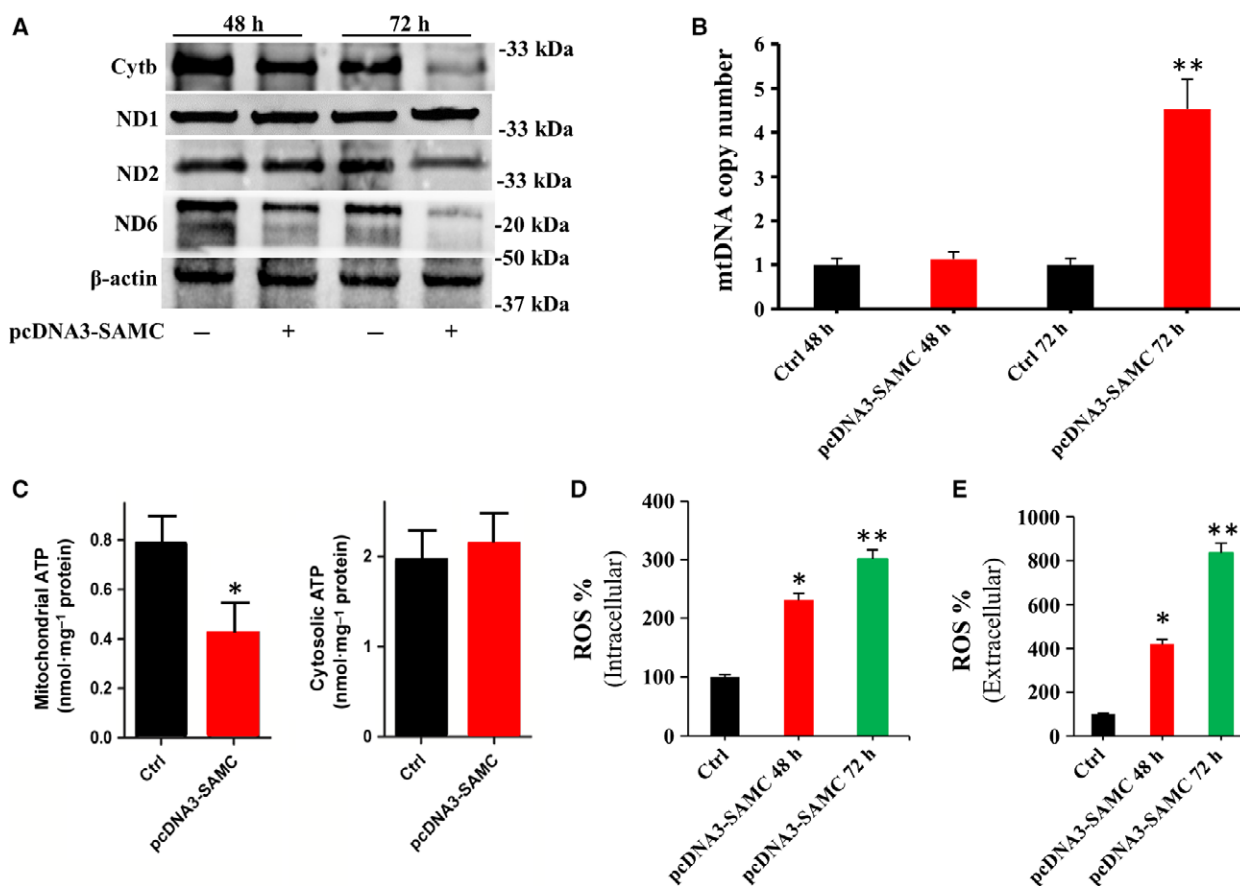 A
48 h 72 h
Cytb
-33 kDa
ND1
-33 kDa
ND2
-33 kDa
ND6
-20 kDa
-50 kDa
β-actin
-37 kDa
pcDNA3-SAMC – + – +
B
mtDNA copy number
6
5
4
3
2
1
0
**
Ctrl 48 h
pcDNA3-SAMC 48 h
Ctrl 72 h
pcDNA3-SAMC 72 h
C
Mitochondrial ATP
(nmol·mg⁻¹ protein)
0.8
0.6
0.4
0.2
0.0
*
Ctrl
pcDNA3-SAMC
Cytosolic ATP
(nmol·mg⁻¹ protein)
2
1
0
Ctrl
pcDNA3-SAMC
D
ROS %
(Intracellular)
400
300
200
100
0
*
**
Ctrl
pcDNA3-SAMC 48 h
pcDNA3-SAMC 72 h
E
ROS %
(Extracellular)
1000
800
600
400
200
0
*
**
Ctrl
pcDNA3-SAMC 48 h
pcDNA3-SAMC 72 h